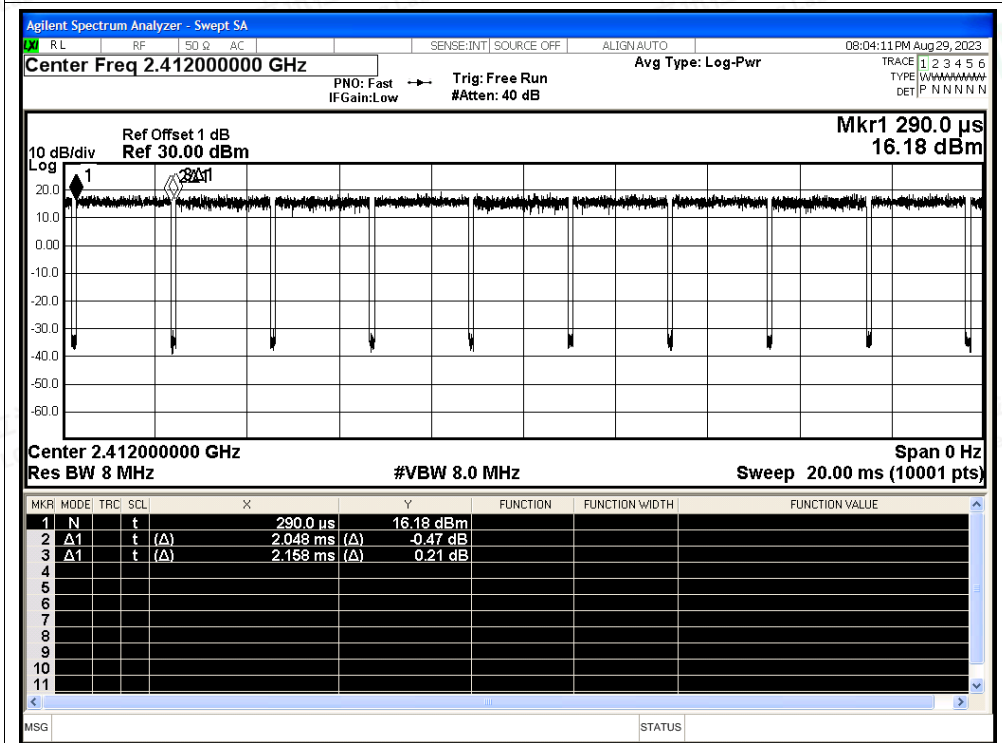 Agilent Spectrum Analyzer - Swept SA
LXI RL RF 50 Ω AC SENSE:INT SOURCE OFF ALIGN AUTO 08:04:11 PM Aug 29, 2023
Center Freq 2.412000000 GHz Avg Type: Log-Pwr TRACE 1 2 3 4 5 6
PNO: Fast Trig: Free Run TYPE WWWWWW
IFGain:Low #Atten: 40 dB DET P N N N N N
Mkr1 290.0 µs
16.18 dBm
Ref Offset 1 dB
10 dB/div Ref 30.00 dBm
Log
1
20.0
10.0
0.00
-10.0
-20.0
-30.0
-40.0
-50.0
-60.0
Center 2.412000000 GHz Span 0 Hz
Res BW 8 MHz #VBW 8.0 MHz Sweep 20.00 ms (10001 pts)
MKR MODE TRC SCL X Y FUNCTION FUNCTION WIDTH FUNCTION VALUE
1 N t 290.0 µs 16.18 dBm
2 Δ1 t (Δ) 2.048 ms (Δ) -0.47 dB
3 Δ1 t (Δ) 2.158 ms (Δ) 0.21 dB
4
5
6
7
8
9
10
11
MSG STATUS